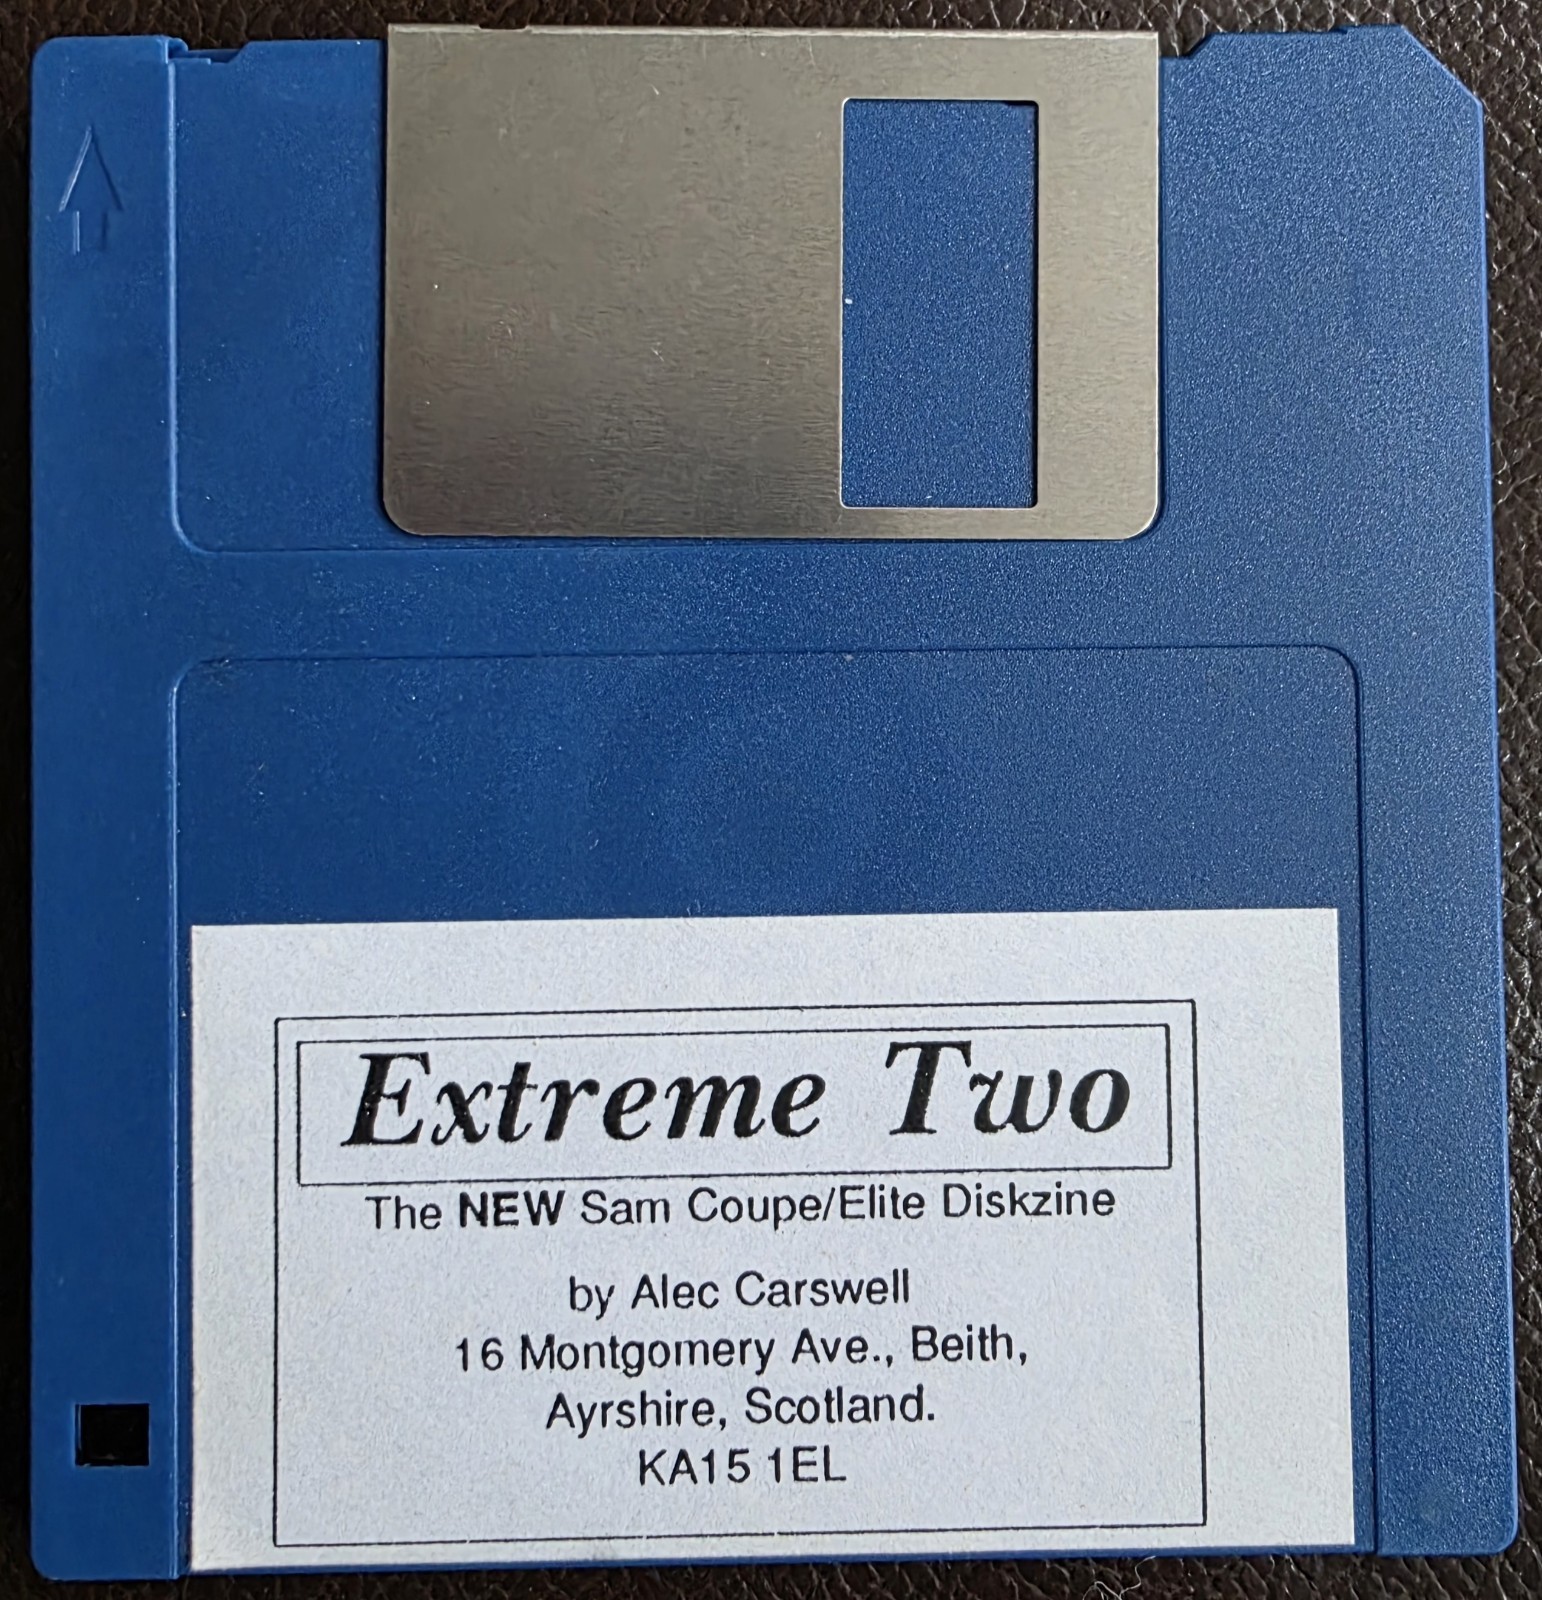 Extreme Two
The NEW Sam Coupe/Elite Diskzine
by Alec Carswell
16 Montgomery Ave., Beith,
Ayrshire, Scotland.
KA15 1EL